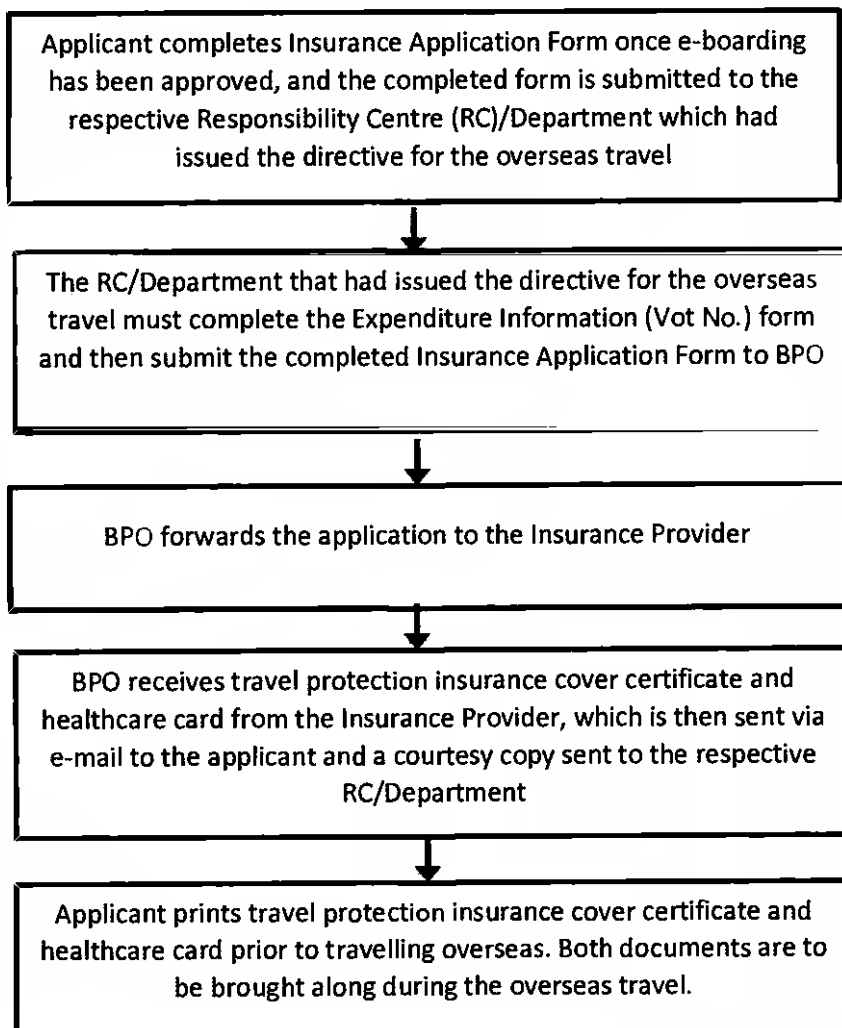 Applicant completes Insurance Application Form once e-boarding
has been approved, and the completed form is submitted to the
respective Responsibility Centre (RC)/Department which had
issued the directive for the overseas travel
The RC/Department that had issued the directive for the overseas
travel must complete the Expenditure Information (Vot No.) form
and then submit the completed Insurance Application Form to BPO
BPO forwards the application to the Insurance Provider
BPO receives travel protection insurance cover certificate and
healthcare card from the Insurance Provider, which is then sent via
e-mail to the applicant and a courtesy copy sent to the respective
RC/Department
Applicant prints travel protection insurance cover certificate and
healthcare card prior to travelling overseas. Both documents are to
be brought along during the overseas travel.